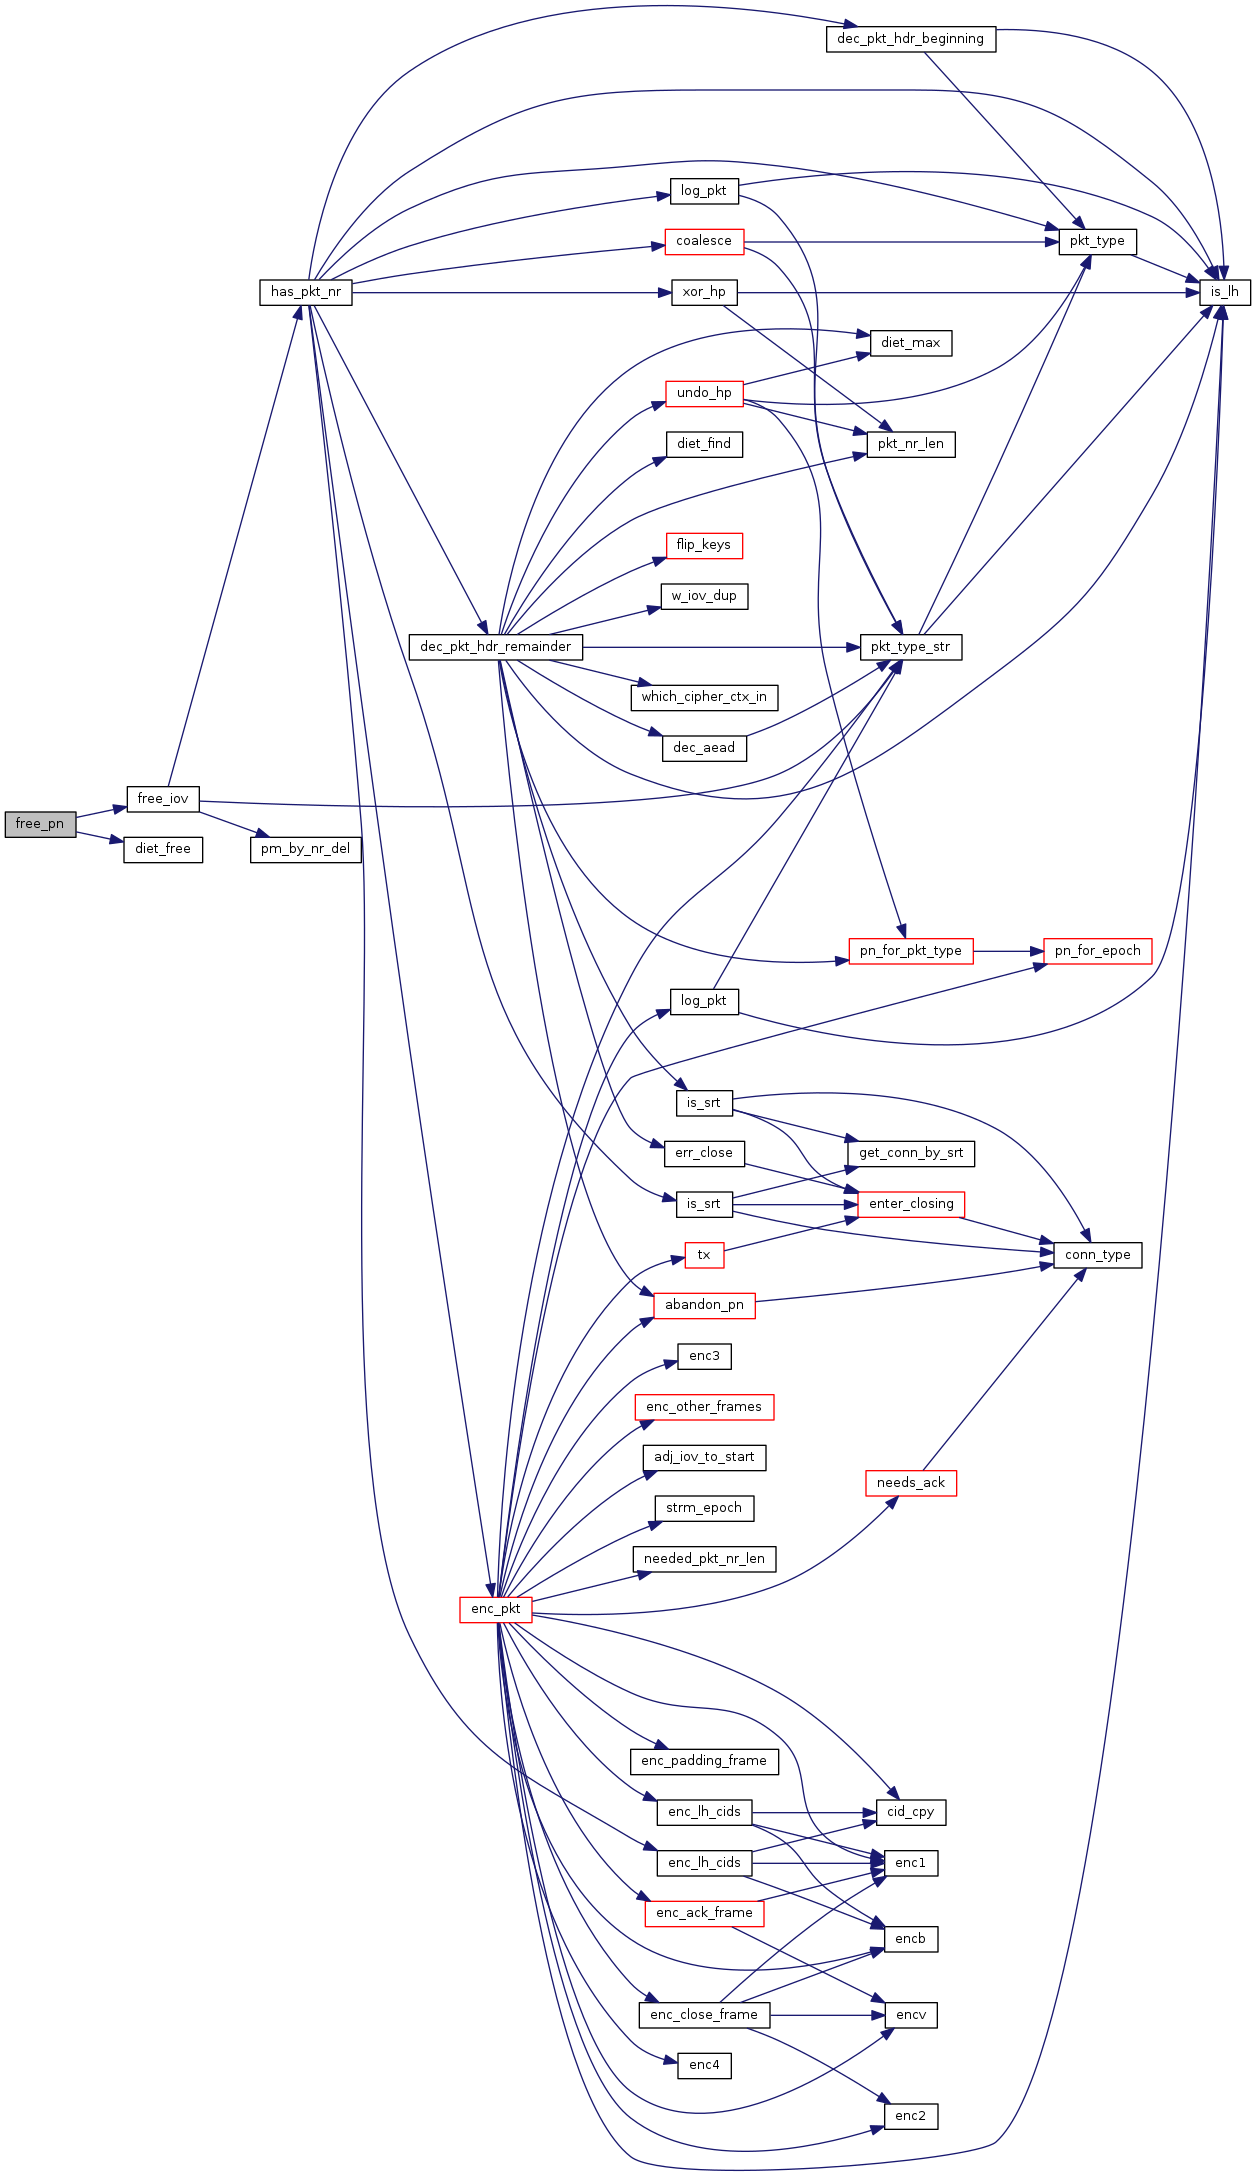 dec_pkt_hdr_beginning
log_pkt
coalesce
pkt_type
has_pkt_nr
xor_hp
is_lh
diet_max
undo_hp
diet_find
pkt_nr_len
flip_keys
w_iov_dup
dec_pkt_hdr_remainder
pkt_type_str
which_cipher_ctx_in
dec_aead
free_iov
free_pn
diet_free
pm_by_nr_del
pn_for_pkt_type
pn_for_epoch
log_pkt
is_srt
err_close
get_conn_by_srt
is_srt
enter_closing
tx
conn_type
abandon_pn
enc3
enc_other_frames
adj_iov_to_start
needs_ack
strm_epoch
needed_pkt_nr_len
enc_pkt
enc_padding_frame
enc_lh_cids
cid_cpy
enc_lh_cids
enc1
enc_ack_frame
encb
enc_close_frame
encv
enc4
enc2